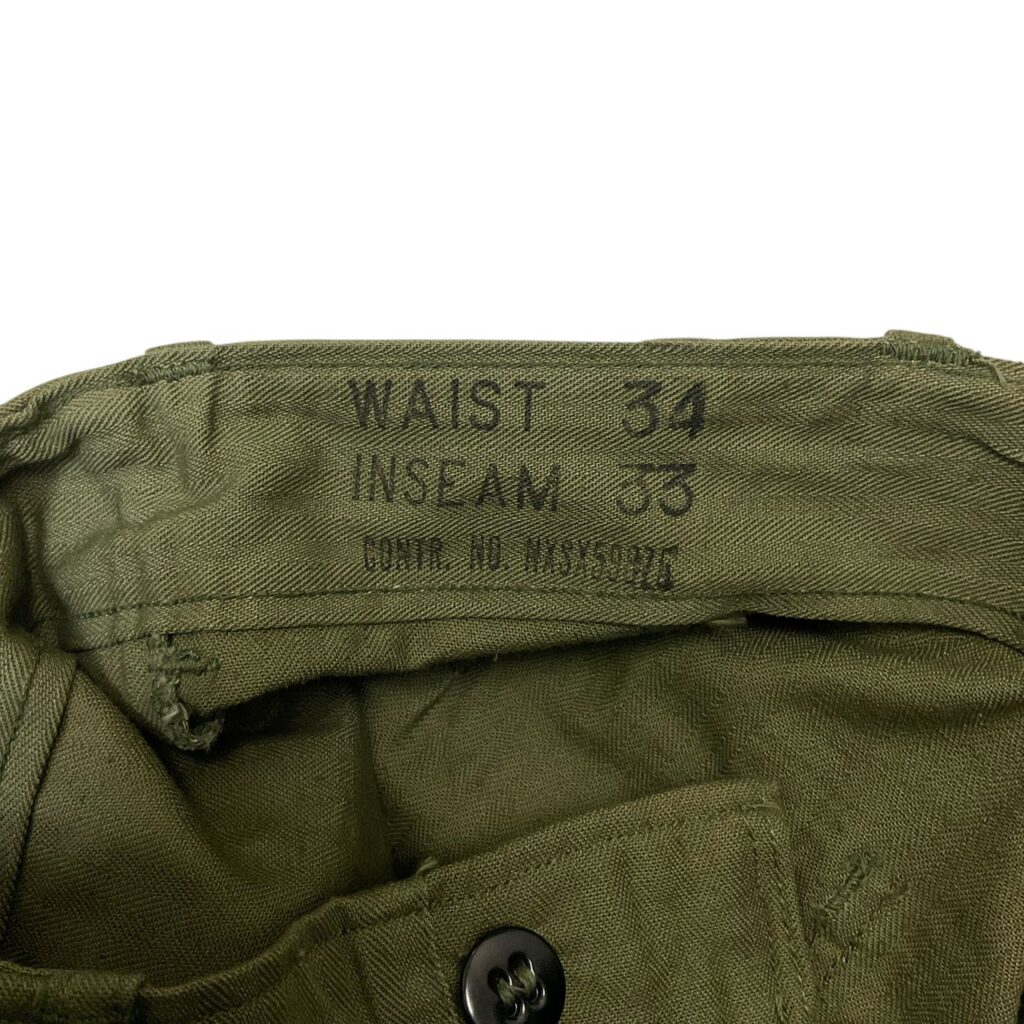 WAIST 34
INSEAM 33
CONTR. NO.